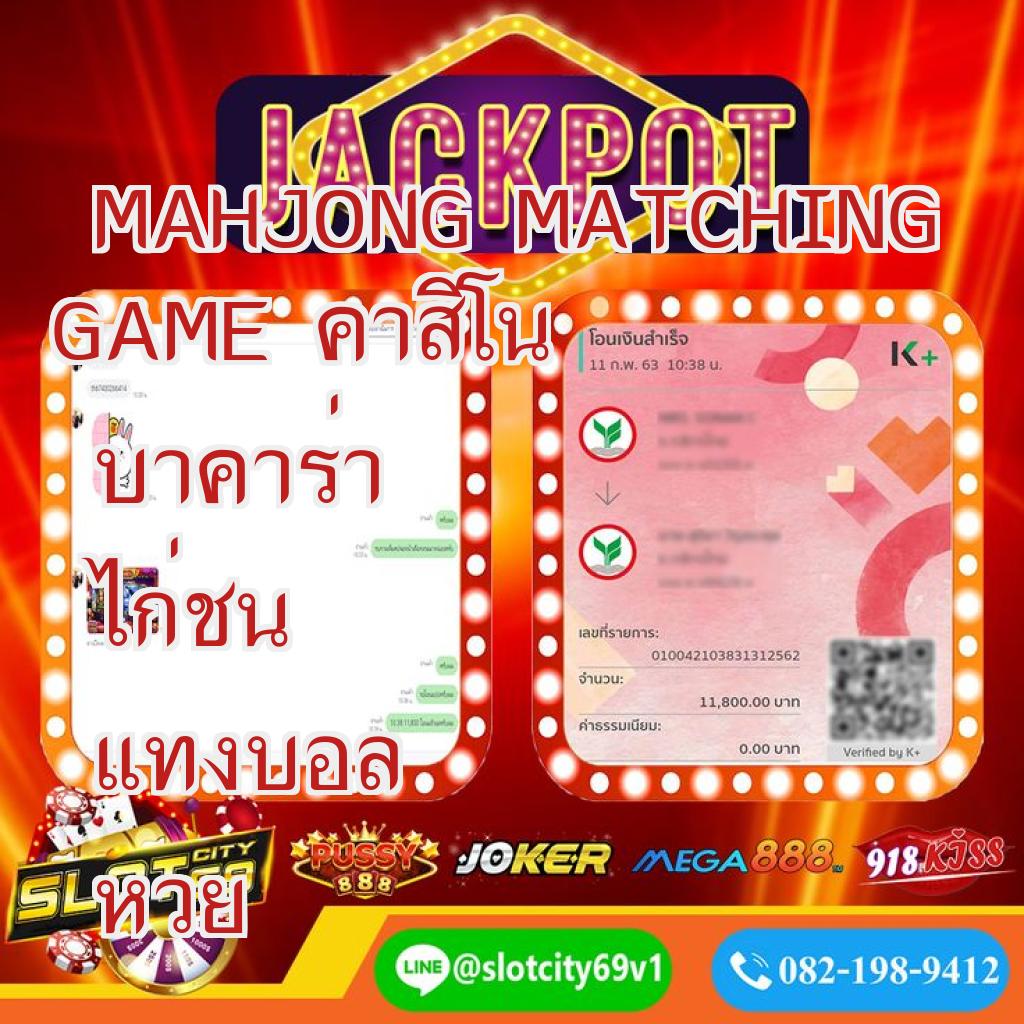 JACKPOT
MAHJONG MATCHING
GAME คาสิโน
บาคาร่า
ไก่ชน
แทงบอล
หวย
โอนเงินสำเร็จ
11 ก.พ. 63 10:38 น.
K+
เลขที่รายการ:
010042103831312562
จำนวน:
11,800.00 บาท
ค่าธรรมเนียม:
0.00 บาท
Verified by K+
SLOT CITY
PUSSY 888
JOKER
MEGA888
918KISS
LINE @slotcity69v1
082-198-9412